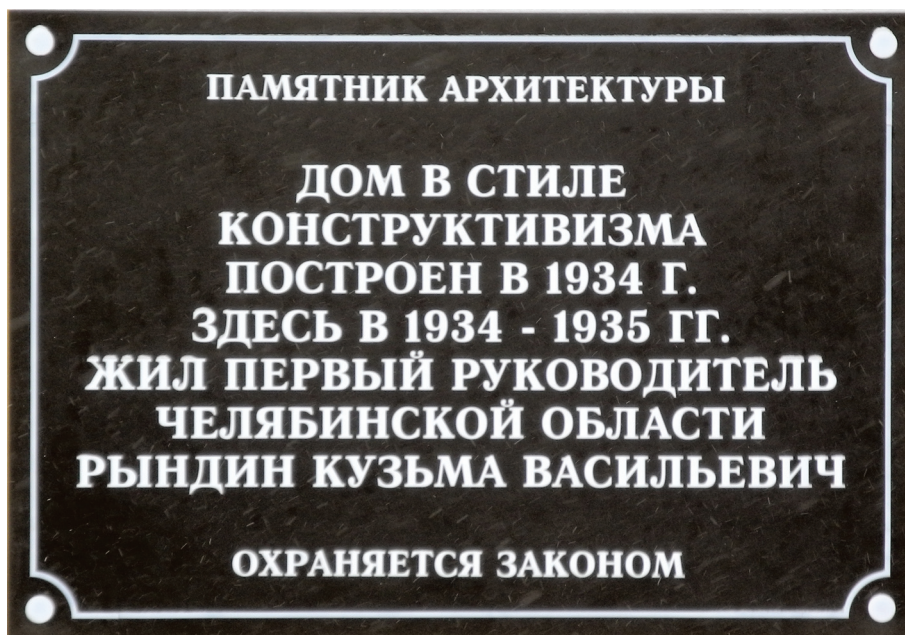 ПАМЯТНИК АРХИТЕКТУРЫ
ДОМ В СТИЛЕ
КОНСТРУКТИВИЗМА
ПОСТРОЕН В 1934 Г.
ЗДЕСЬ В 1934 - 1935 ГГ.
ЖИЛ ПЕРВЫЙ РУКОВОДИТЕЛЬ
ЧЕЛЯБИНСКОЙ ОБЛАСТИ
РЫНДИН КУЗЬМА ВАСИЛЬЕВИЧ
ОХРАНЯЕТСЯ ЗАКОНОМ